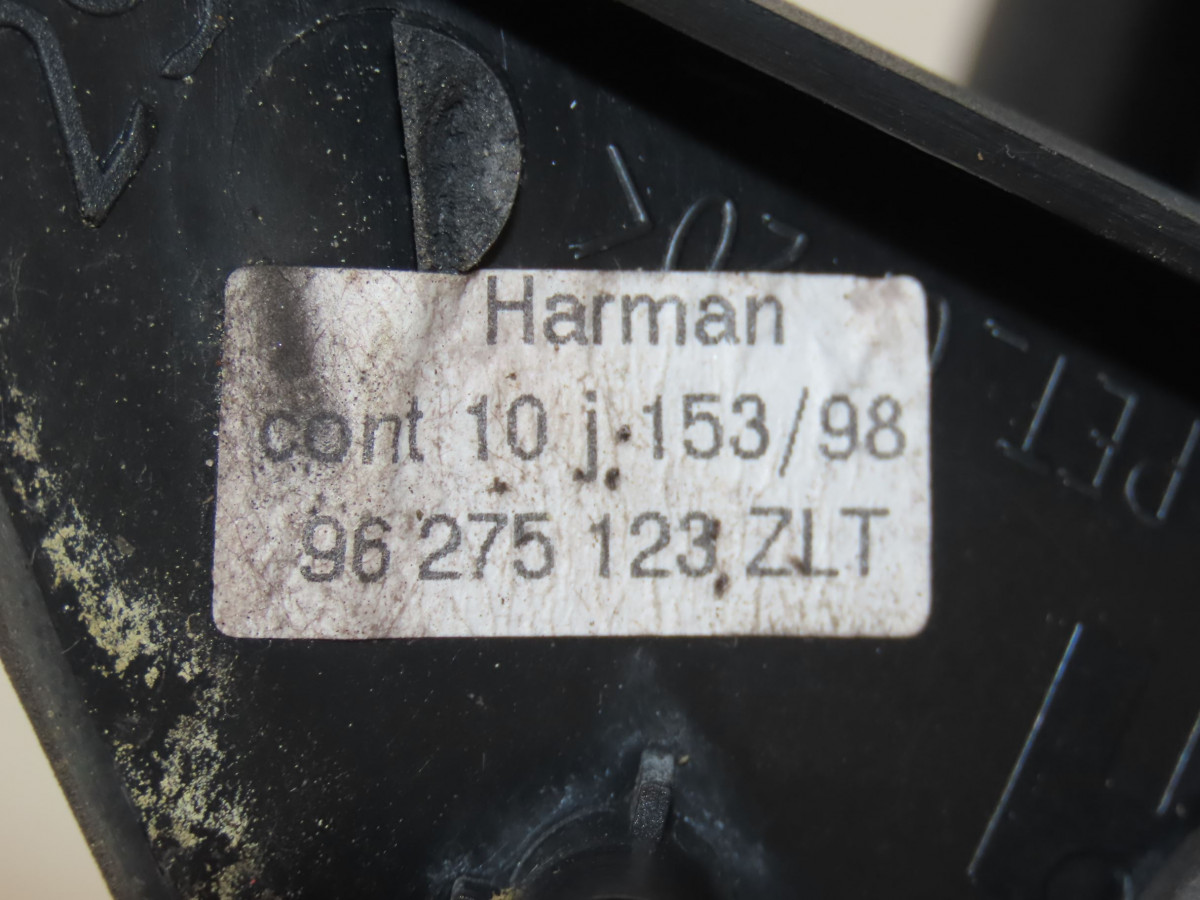 Harman
cont 10 j. 153/98
96 275 123 ZLT